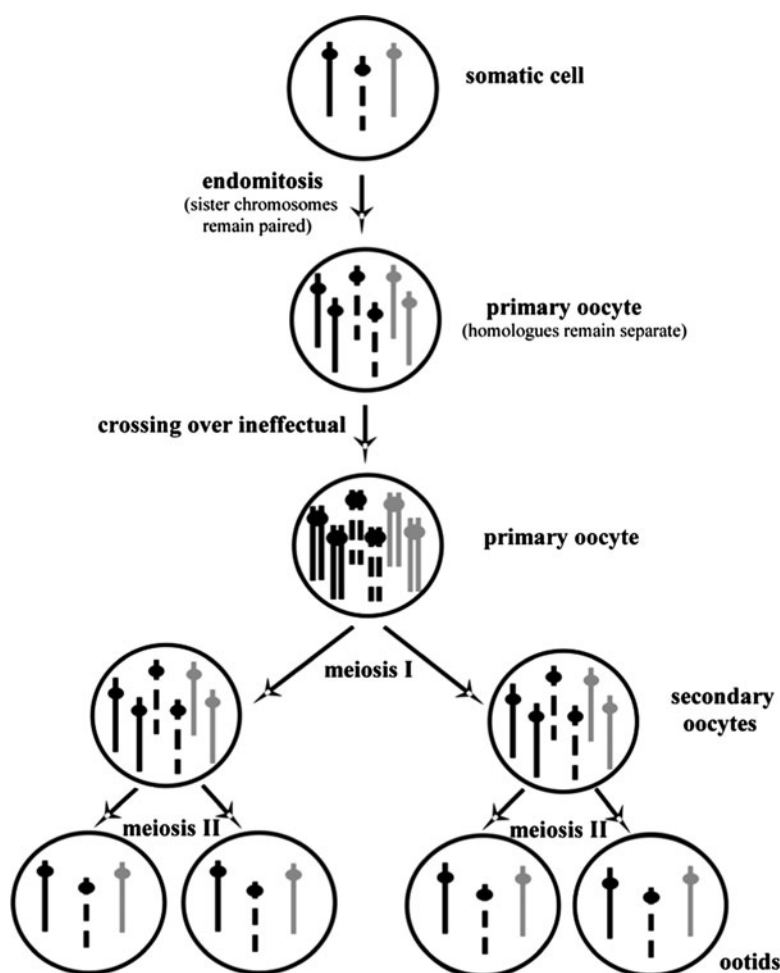 somatic cell
endomitosis
(sister chromosomes
remain paired)
primary oocyte
(homologues remain separate)
crossing over ineffectual
primary oocyte
meiosis I
secondary
oocytes
meiosis II
meiosis II
ootids